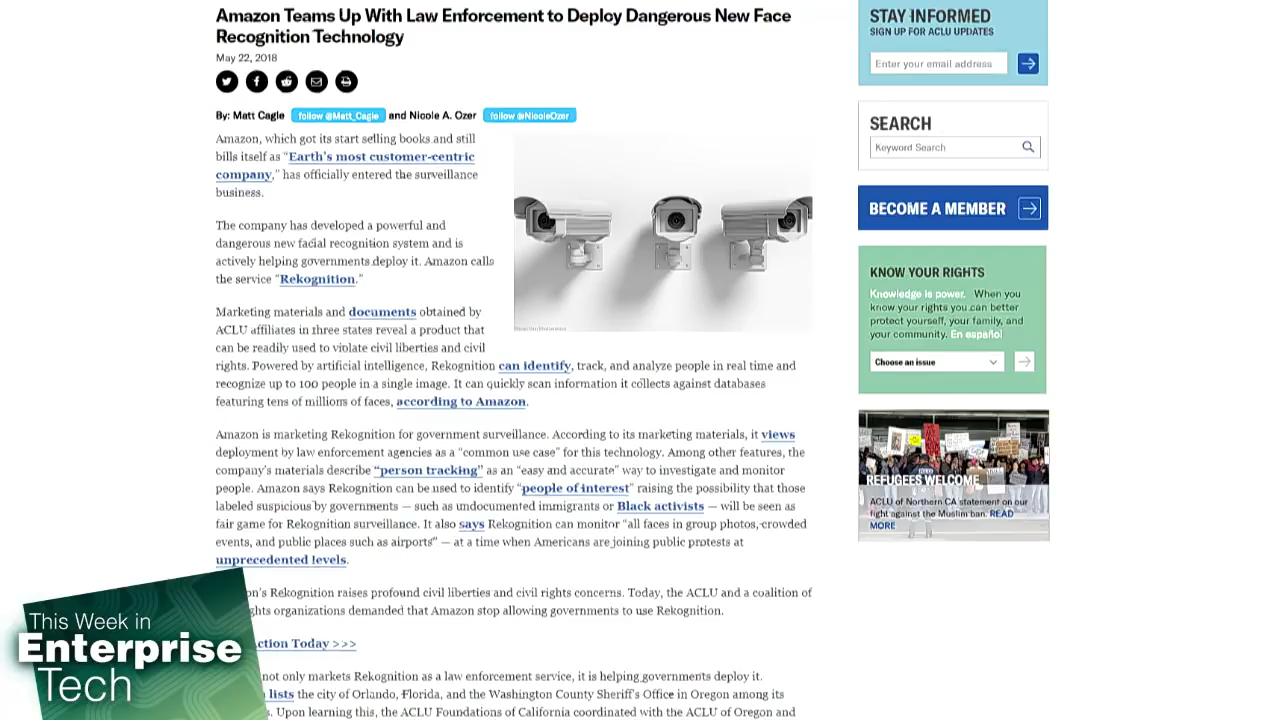 Amazon Teams Up With Law Enforcement to Deploy Dangerous New Face
Recognition Technology
May 22, 2018
By: Matt Cagle follow @Matt_Cagle and Nicole A. Ozer follow @NicoleOzer
Amazon, which got its start selling books and still
bills itself as “Earth’s most customer-centric
company,” has officially entered the surveillance
business.
The company has developed a powerful and
dangerous new facial recognition system and is
actively helping governments deploy it. Amazon calls
the service “Rekognition.”
Marketing materials and documents obtained by
ACLU affiliates in three states reveal a product that
can be readily used to violate civil liberties and civil
rights. Powered by artificial intelligence, Rekognition can identify, track, and analyze people in real time and
recognize up to 100 people in a single image. It can quickly scan information it collects against databases
featuring tens of millions of faces, according to Amazon.
Amazon is marketing Rekognition for government surveillance. According to its marketing materials, it views
deployment by law enforcement agencies as a “common use case” for this technology. Among other features, the
company’s materials describe “person tracking” as an “easy and accurate” way to investigate and monitor
people. Amazon says Rekognition can be used to identify “people of interest” raising the possibility that those
labeled suspicious by governments — such as undocumented immigrants or Black activists — will be seen as
fair game for Rekognition surveillance. It also says Rekognition can monitor “all faces in group photos, crowded
events, and public places such as airports” — at a time when Americans are joining public protests at
unprecedented levels.
on’s Rekognition raises profound civil liberties and civil rights concerns. Today, the ACLU and a coalition of
ghts organizations demanded that Amazon stop allowing governments to use Rekognition.
ction Today >>>
not only markets Rekognition as a law enforcement service, it is helping governments deploy it.
lists the city of Orlando, Florida, and the Washington County Sheriff’s Office in Oregon among its
s. Upon learning this, the ACLU Foundations of California coordinated with the ACLU of Oregon and
STAY INFORMED
SIGN UP FOR ACLU UPDATES
Enter your email address
SEARCH
Keyword Search
BECOME A MEMBER
KNOW YOUR RIGHTS
Knowledge is power. When you
know your rights you can better
protect yourself, your family, and
your community. En español
Choose an issue
REFUGEES WELCOME
ACLU of Northern CA statement on our
fight against the Muslim ban. READ
MORE
This Week in
Enterprise
Tech